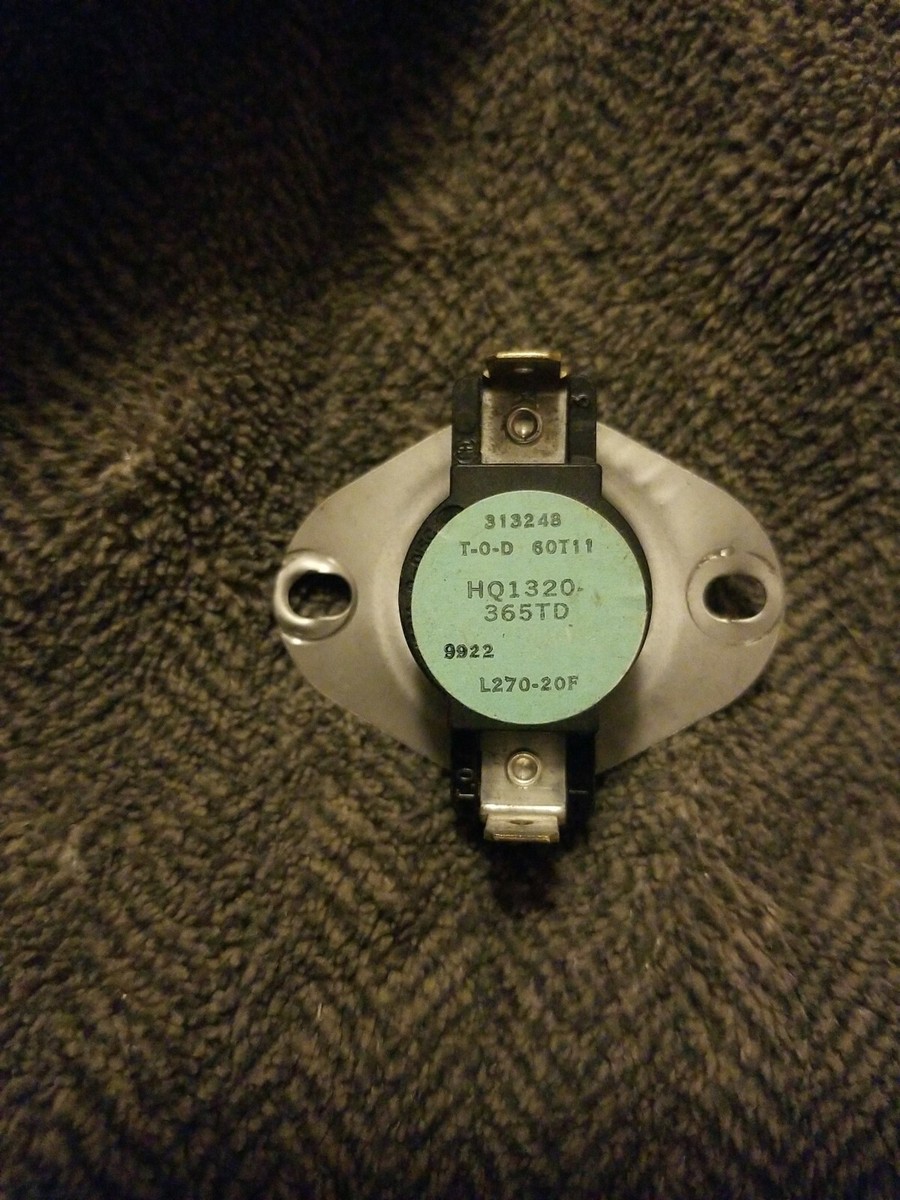 313248
T-O-D 60T11
HQ1320-
365TD
9922
L270-20F